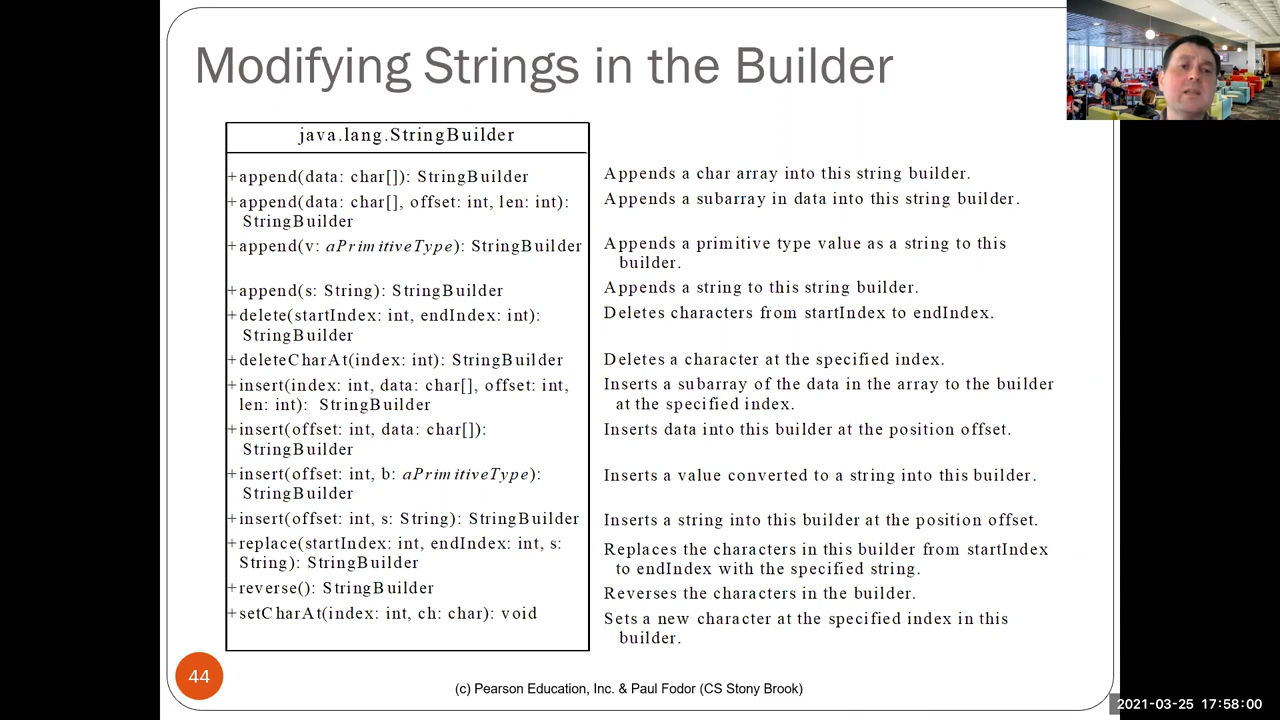 Modifying Strings in the Builder
java.lang.StringBuilder
+append(data: char[]): StringBuilder
Appends a char array into this string builder.
+append(data: char[], offset: int, len: int):
StringBuilder
Appends a subarray in data into this string builder.
+append(v: aPrimitiveType): StringBuilder
Appends a primitive type value as a string to this
builder.
+append(s: String): StringBuilder
Appends a string to this string builder.
+delete(startIndex: int, endIndex: int):
StringBuilder
Deletes characters from startIndex to endIndex.
+deleteCharAt(index: int): StringBuilder
Deletes a character at the specified index.
+insert(index: int, data: char[], offset: int,
len: int): StringBuilder
Inserts a subarray of the data in the array to the builder
at the specified index.
+insert(offset: int, data: char[]):
StringBuilder
Inserts data into this builder at the position offset.
+insert(offset: int, b: aPrimitiveType):
StringBuilder
Inserts a value converted to a string into this builder.
+insert(offset: int, s: String): StringBuilder
Inserts a string into this builder at the position offset.
+replace(startIndex: int, endIndex: int, s:
String): StringBuilder
Replaces the characters in this builder from startIndex
to endIndex with the specified string.
+reverse(): StringBuilder
Reverses the characters in the builder.
+setCharAt(index: int, ch: char): void
Sets a new character at the specified index in this
builder.
44
(c) Pearson Education, Inc. & Paul Fodor (CS Stony Brook)
2021-03-25 17:58:00